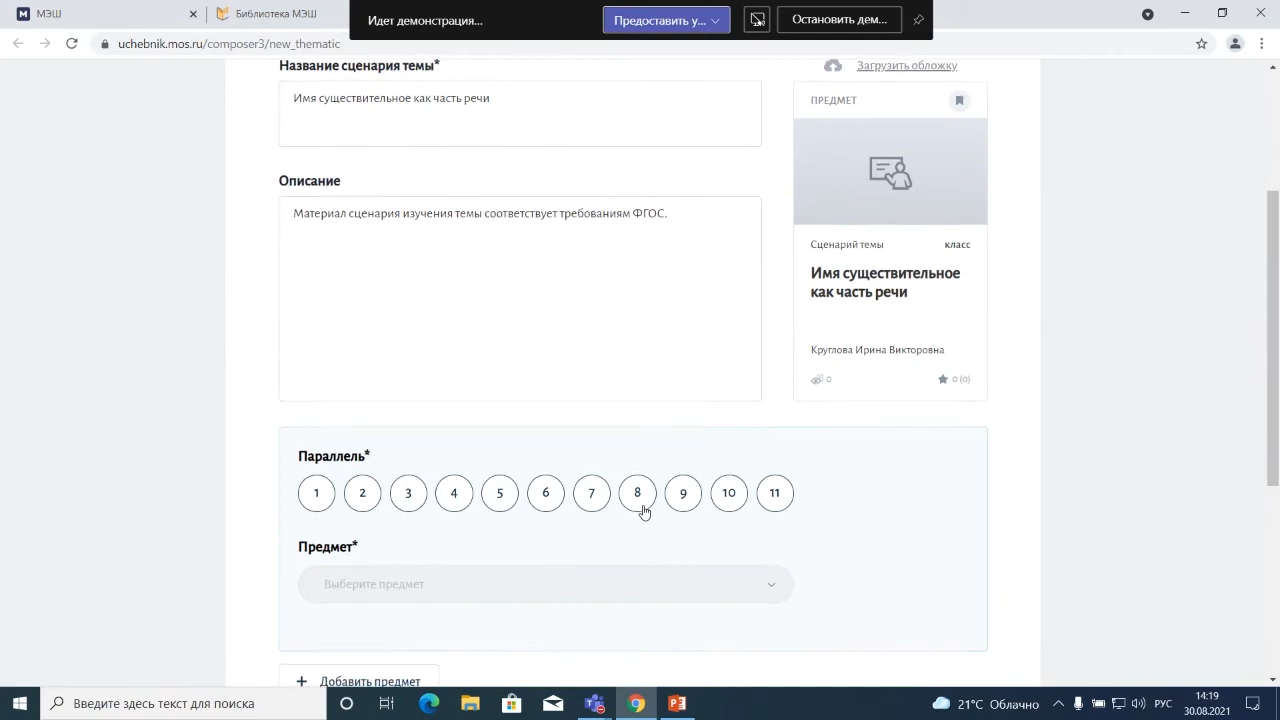 МЭШ
Библиотека МЭШ
Идет демонстрация...
Предоставить у...
Остановить дем...
uchebnik.mos.ru/composer3/new_thematic
Название сценария темы*
Загрузить обложку
Имя существительное как часть речи
ПРЕДМЕТ
Описание
Материал сценария изучения темы соответствует требованиям ФГОС.
Сценарий темы
класс
Имя существительное
как часть речи
Круглова Ирина Викторовна
0
0 (0)
Параллель*
1 2 3 4 5 6 7 8 9 10 11
Предмет*
Выберите предмет
+ Добавить предмет
Введите здесь текст для поиска
21°C Облачно
РУС
14:19
30.08.2021